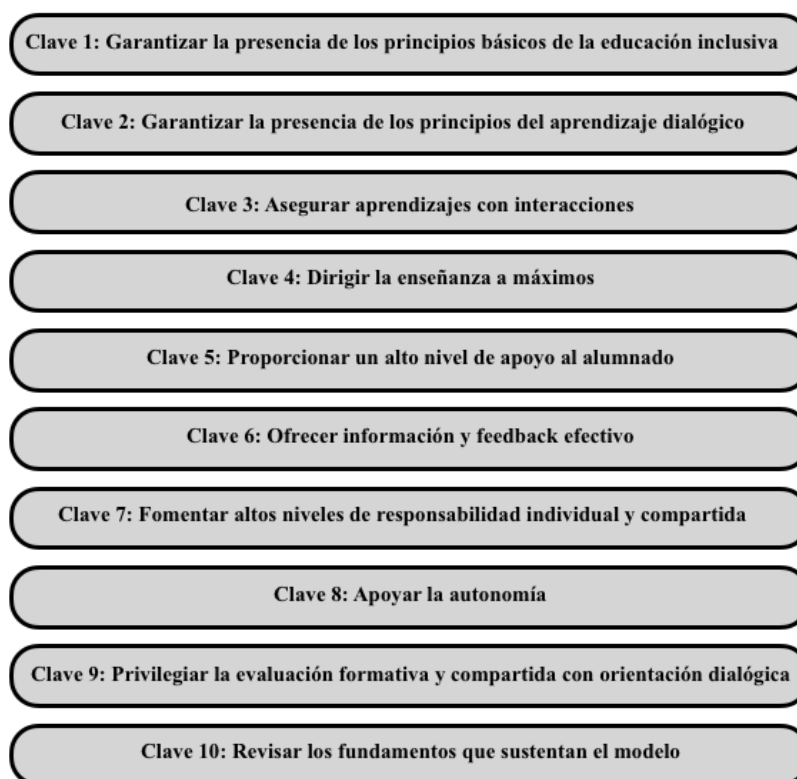 Clave 1: Garantizar la presencia de los principios básicos de la educación inclusiva
Clave 2: Garantizar la presencia de los principios del aprendizaje dialógico
Clave 3: Asegurar aprendizajes con interacciones
Clave 4: Dirigir la enseñanza a máximos
Clave 5: Proporcionar un alto nivel de apoyo al alumnado
Clave 6: Ofrecer información y feedback efectivo
Clave 7: Fomentar altos niveles de responsabilidad individual y compartida
Clave 8: Apoyar la autonomía
Clave 9: Privilegiar la evaluación formativa y compartida con orientación dialógica
Clave 10: Revisar los fundamentos que sustentan el modelo